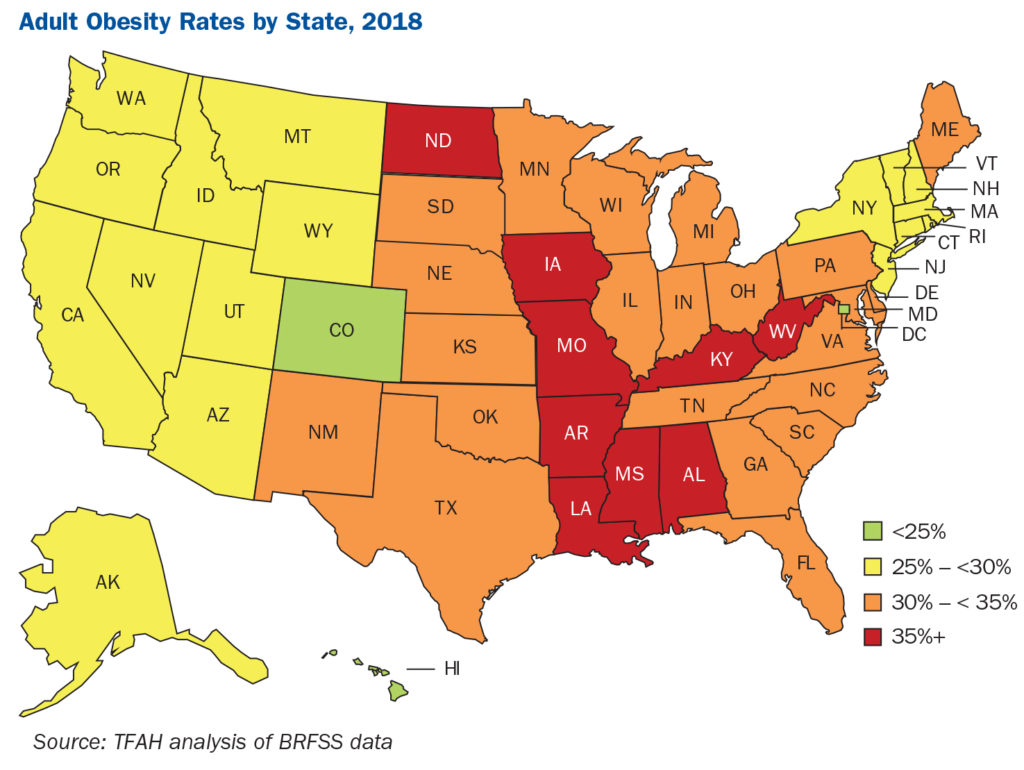 Adult Obesity Rates by State, 2018
WA
MT
ND
MN
ME
VT
NH
MA
RI
CT
NJ
DE
MD
DC
OR
ID
WY
SD
WI
MI
NY
NV
UT
CO
NE
IA
IL
IN
OH
PA
CA
KS
MO
KY
WV
VA
AZ
NM
OK
AR
TN
NC
SC
TX
LA
MS
AL
GA
FL
AK
HI
<25%
25% – <30%
30% – < 35%
35%+
Source: TFAH analysis of BRFSS data